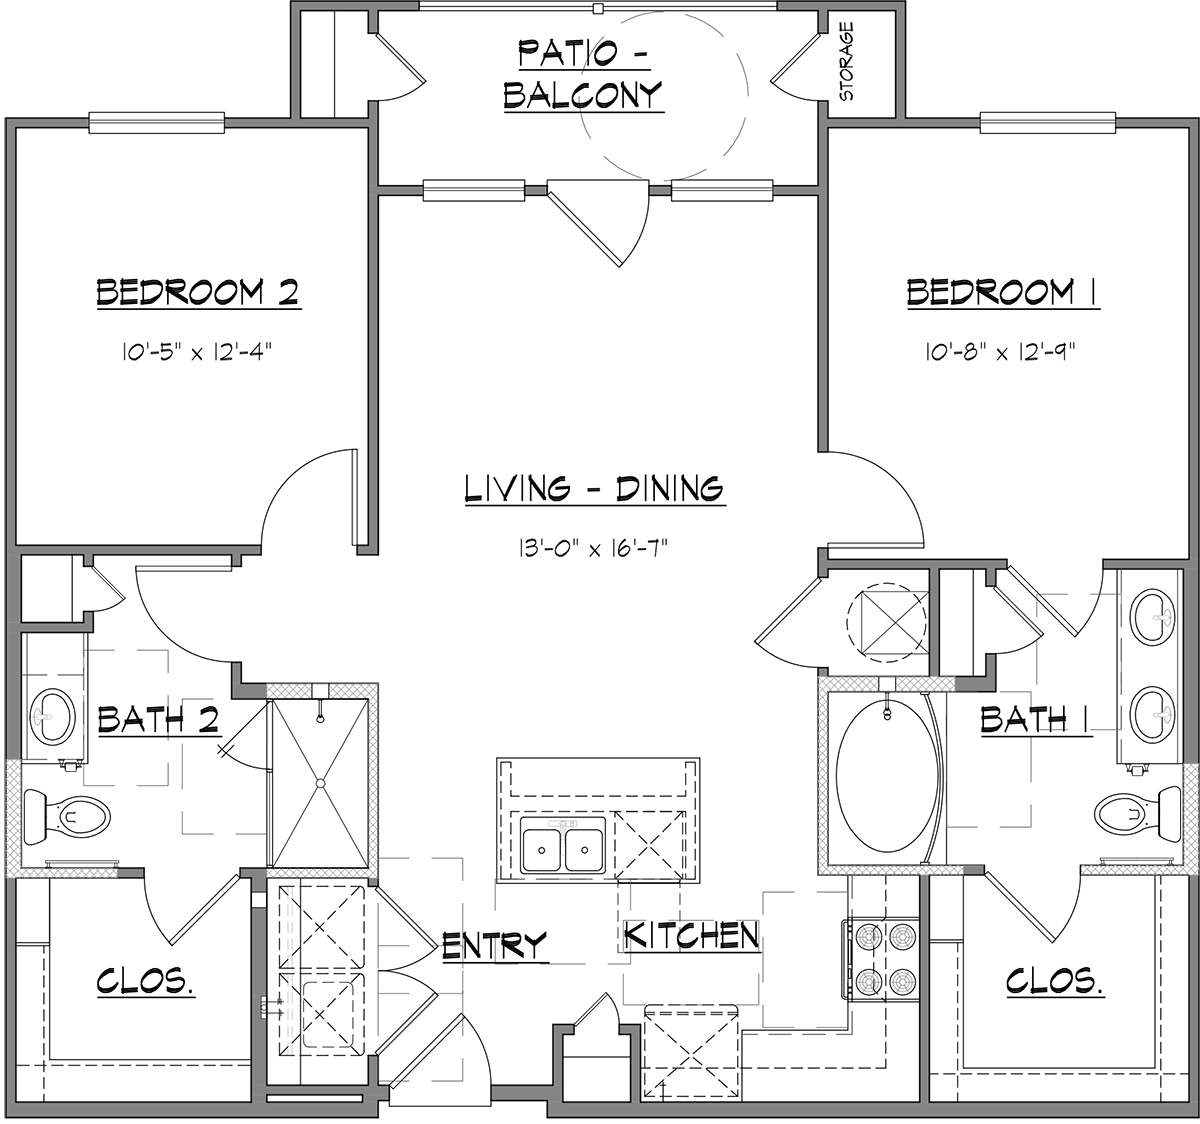 PATIO -
BALCONY
STORAGE
BEDROOM 2
10'-5" x 12'-4"
BEDROOM 1
10'-8" x 12'-9"
LIVING - DINING
13'-0" x 16'-7"
BATH 2
BATH 1
ENTRY
KITCHEN
CLOS.
CLOS.